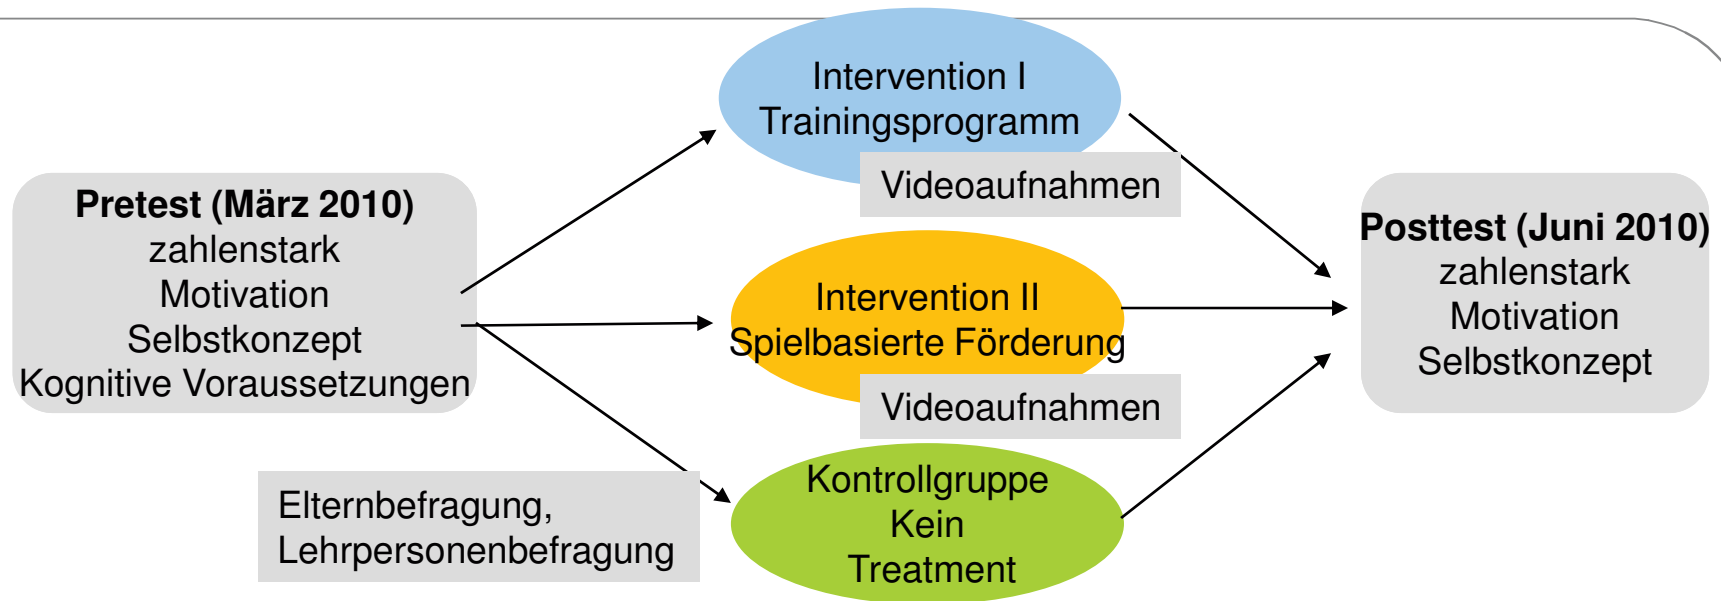 Pretest (März 2010)
zahlenstark
Motivation
Selbstkonzept
Kognitive Voraussetzungen
Elternbefragung,
Lehrpersonenbefragung
Intervention I
Trainingsprogramm
Videoaufnahmen
Intervention II
Spielbasierte Förderung
Videoaufnahmen
Kontrollgruppe
Kein
Treatment
Posttest (Juni 2010)
zahlenstark
Motivation
Selbstkonzept